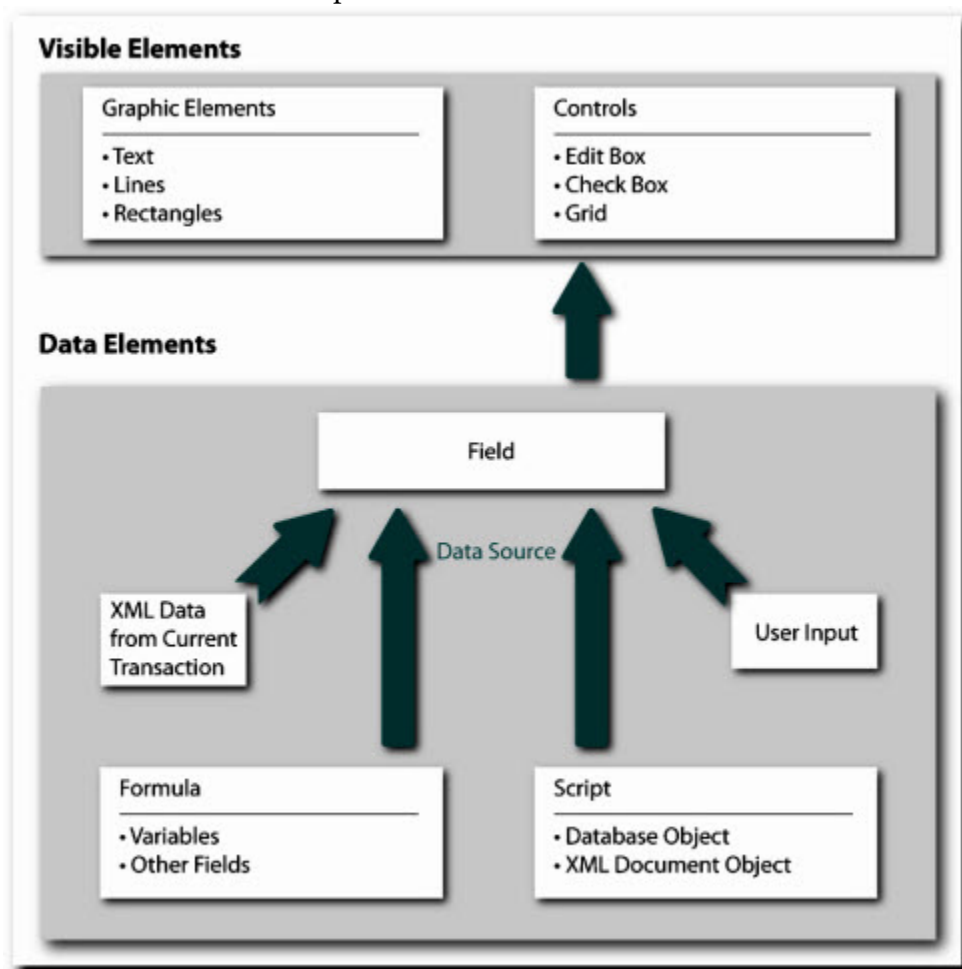 Visible Elements
Graphic Elements
• Text
• Lines
• Rectangles
Controls
• Edit Box
• Check Box
• Grid
Data Elements
Field
Data Source
XML Data
from Current
Transaction
User Input
Formula
• Variables
• Other Fields
Script
• Database Object
• XML Document Object